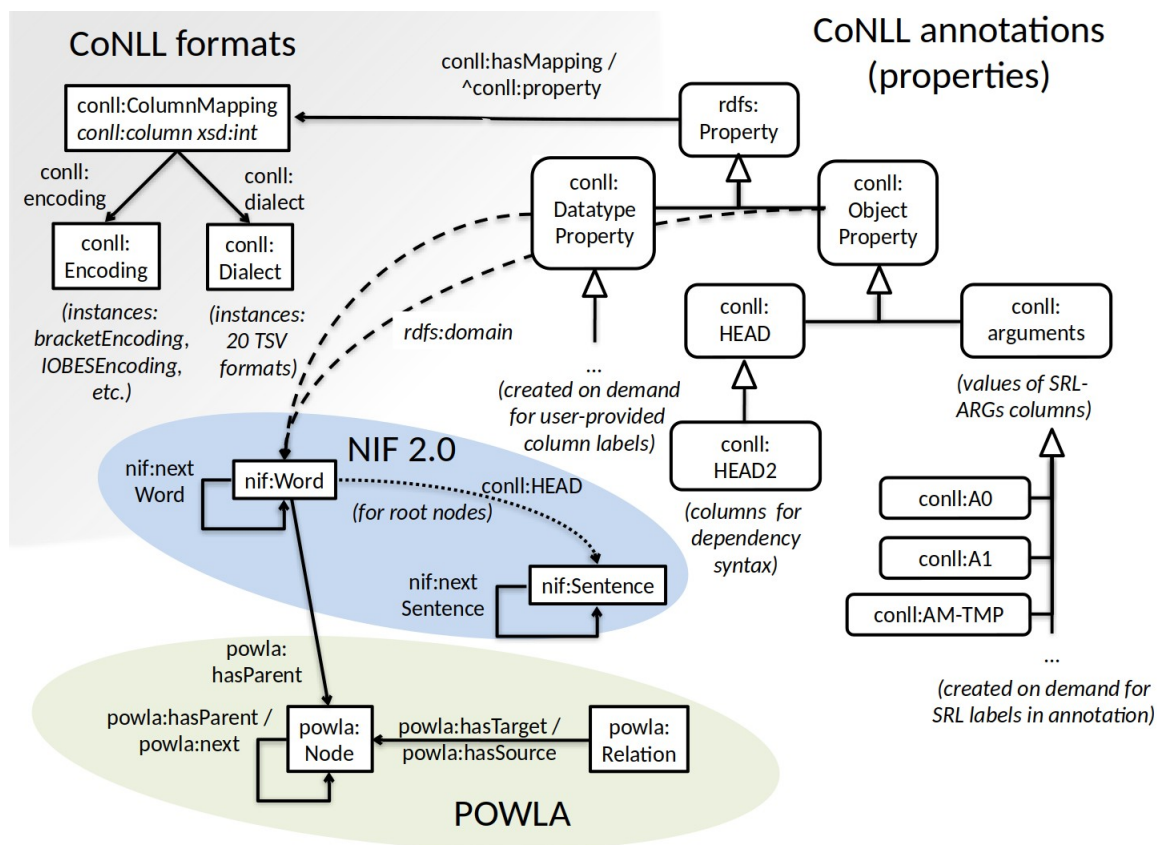 CoNLL formats
CoNLL annotations
(properties)
conll:hasMapping /
^conll:property
conll:ColumnMapping
conll:column xsd:int
rdfs:
Property
conll:
encoding
conll:
dialect
conll:
Datatype
Property
conll:
Object
Property
conll:
Encoding
conll:
Dialect
(instances:
bracketEncoding,
IOBESEncoding,
etc.)
(instances:
20 TSV
formats)
rdfs:domain
conll:
HEAD
conll:
arguments
...
(created on demand
for user-provided
column labels)
(values of SRL-
ARGs columns)
conll:
HEAD2
(columns for
dependency
syntax)
conll:A0
conll:A1
conll:AM-TMP
...
(created on demand for
SRL labels in annotation)
NIF 2.0
nif:next
Word
nif:Word
conll:HEAD
(for root nodes)
nif:next
Sentence
nif:Sentence
powla:
hasParent
powla:hasParent /
powla:next
powla:
Node
powla:hasTarget /
powla:hasSource
powla:
Relation
POWLA